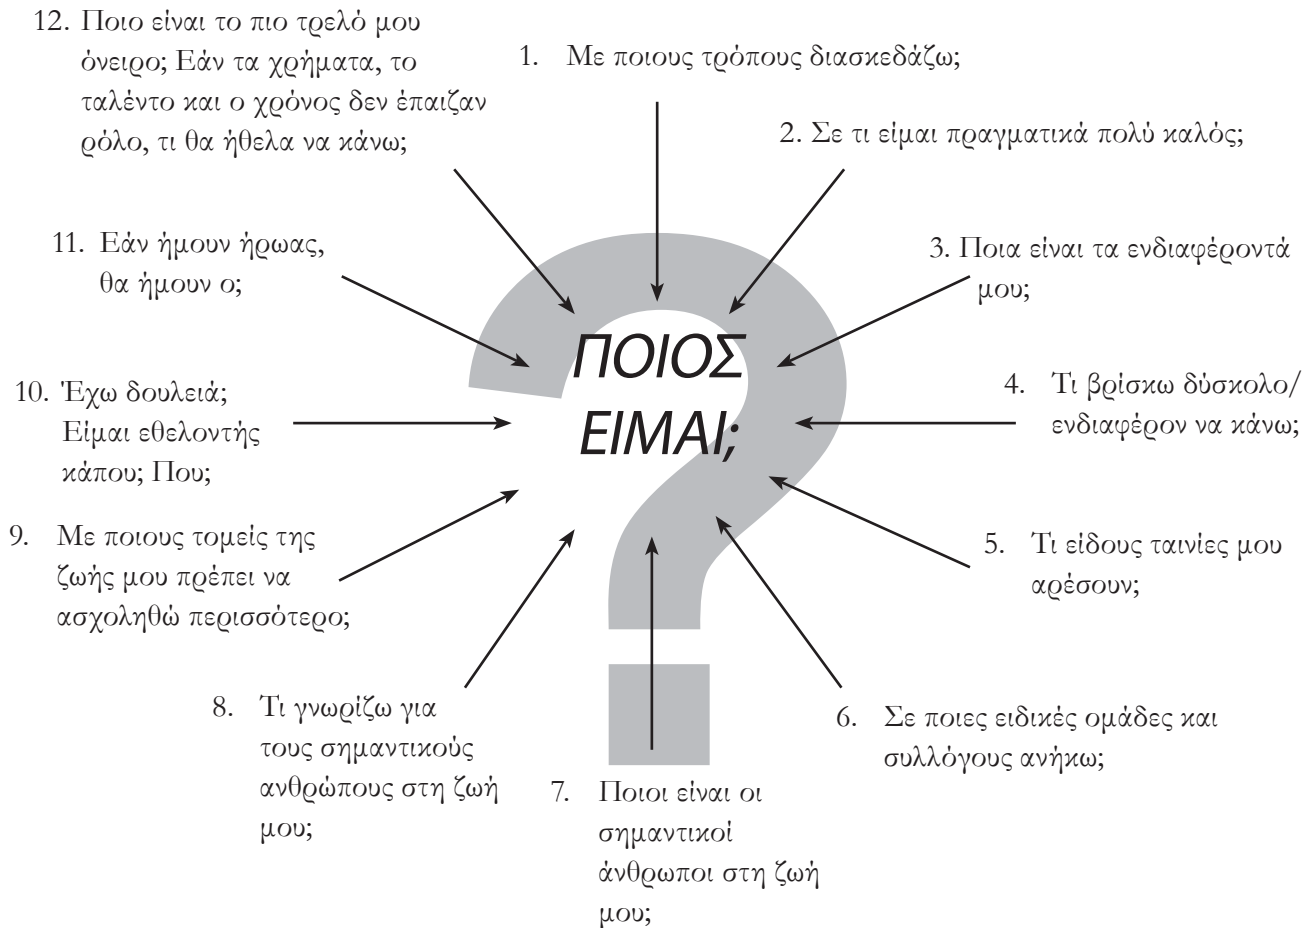 12. Ποιο είναι το πιο τρελό μου
όνειρο; Εάν τα χρήματα, το
ταλέντο και ο χρόνος δεν έπαιζαν
ρόλο, τι θα ήθελα να κάνω;
1. Με ποιους τρόπους διασκεδάζω;
2. Σε τι είμαι πραγματικά πολύ καλός;
3. Ποια είναι τα ενδιαφέροντά
μου;
4. Τι βρίσκω δύσκολο/
ενδιαφέρον να κάνω;
5. Τι είδους ταινίες μου
αρέσουν;
6. Σε ποιες ειδικές ομάδες και
συλλόγους ανήκω;
7. Ποιοι είναι οι
σημαντικοί
άνθρωποι στη ζωή
μου;
8. Τι γνωρίζω για
τους σημαντικούς
ανθρώπους στη ζωή
μου;
9. Με ποιους τομείς της
ζωής μου πρέπει να
ασχοληθώ περισσότερο;
10. Έχω δουλειά;
Είμαι εθελοντής
κάπου; Που;
11. Εάν ήμουν ήρωας,
θα ήμουν ο;
ΠΟΙΟΣ
ΕΙΜΑΙ;